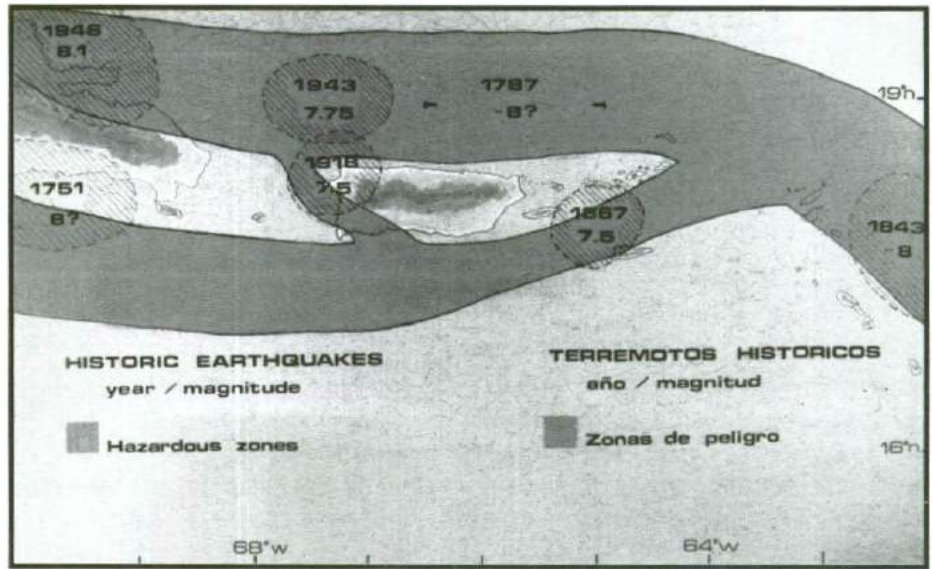 1946
8.1
1943
7.75
1787
~8?
19°n
1918
7.5
1751
8?
1867
7.5
1843
~8
HISTORIC EARTHQUAKES
year / magnitude
Hazardous zones
TERREMOTOS HISTORICOS
año / magnitud
Zonas de peligro
16°n
68°w
64°w